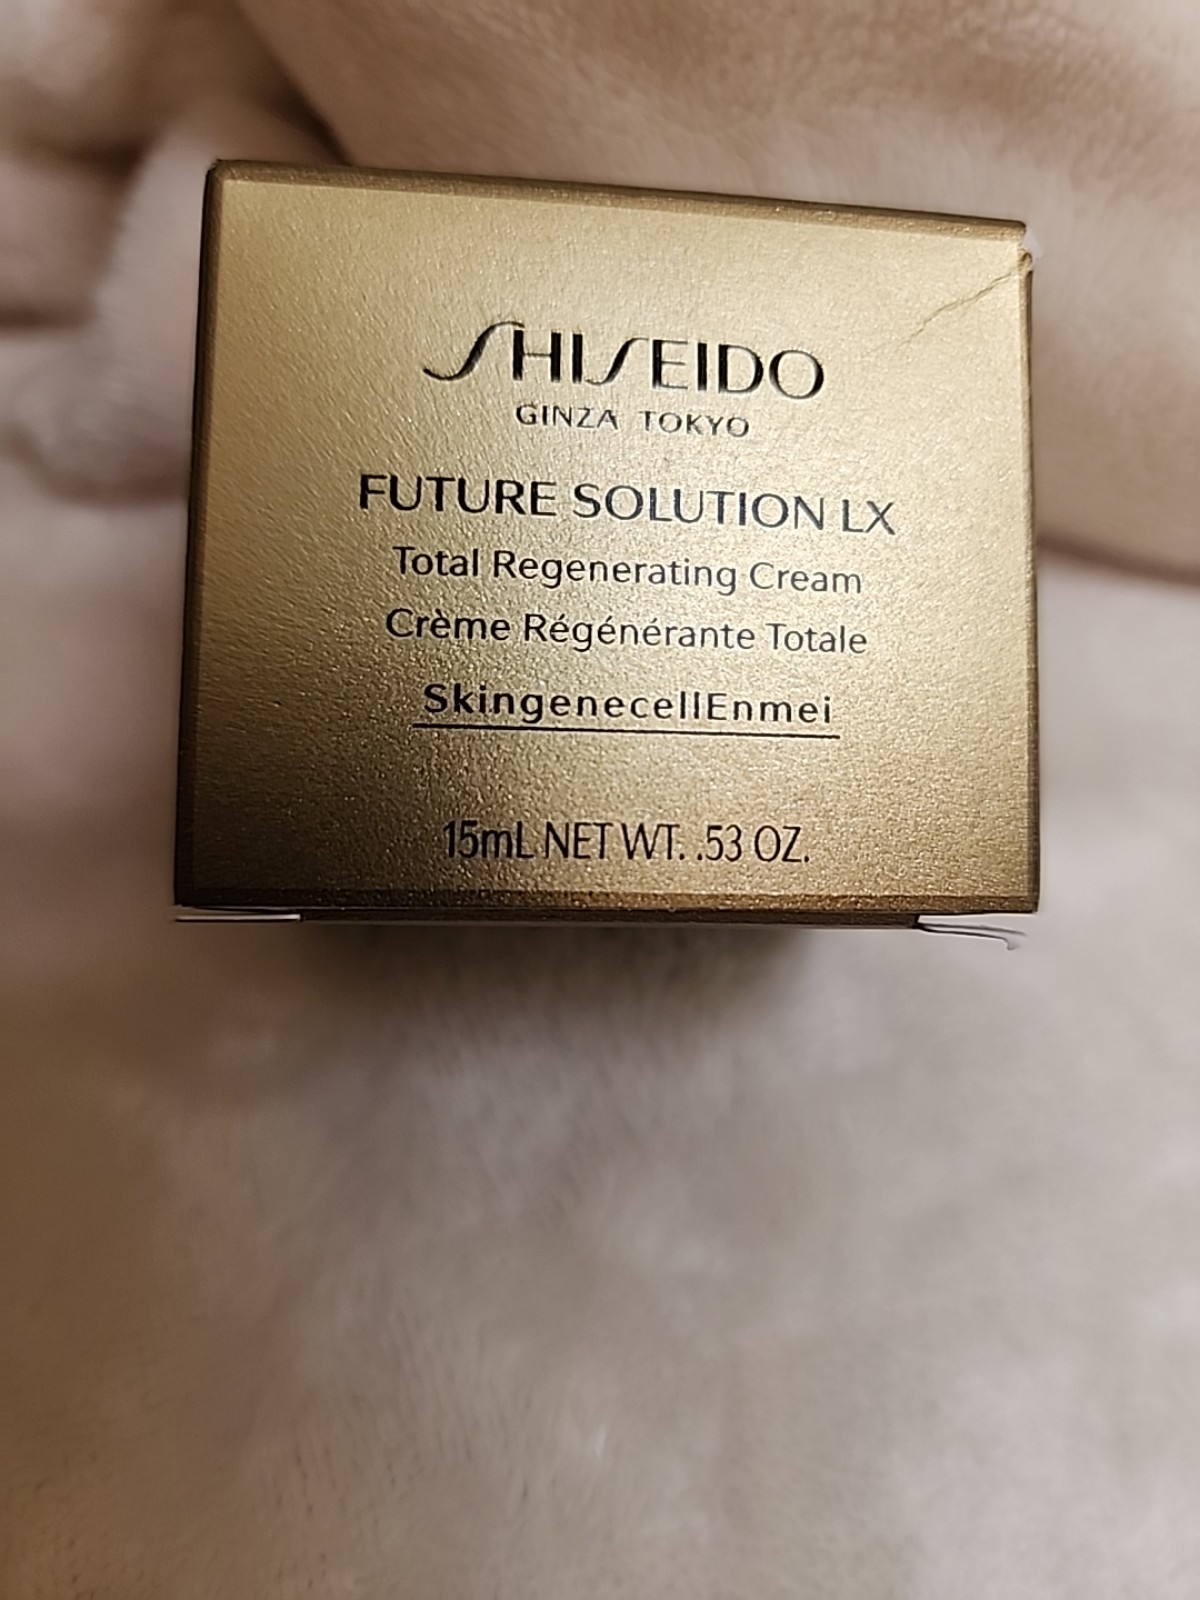 SHISEIDO
GINZA TOKYO
FUTURE SOLUTION LX
Total Regenerating Cream
Crème Régénérante Totale
SkingenecellEnmei
15mL NET WT. .53 OZ.